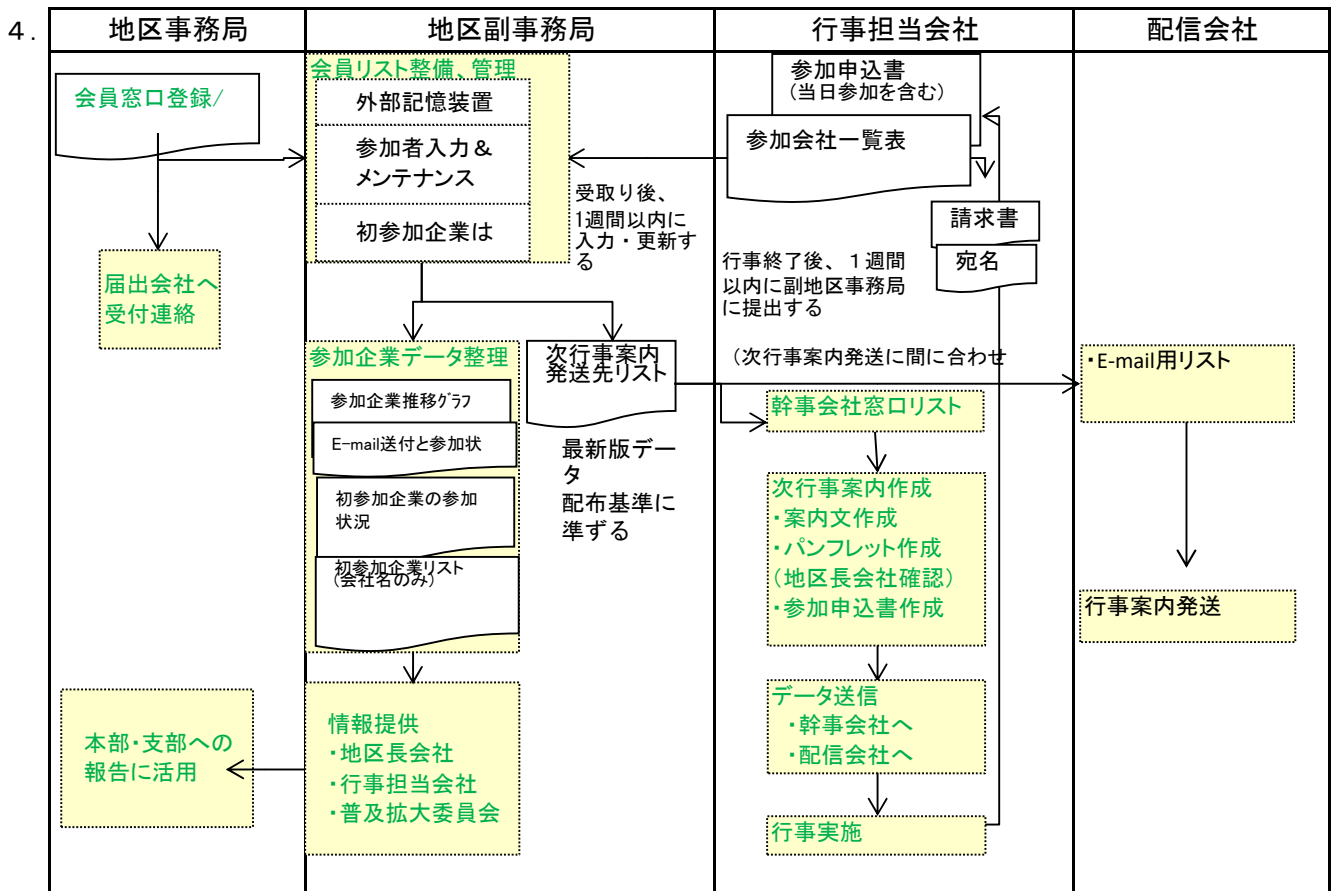 4.
地区事務局
地区副事務局
行事担当会社
配信会社
会員窓口登録/
届出会社へ
受付連絡
本部・支部への
報告に活用
会員リスト整備、管理
外部記憶装置
参加者入力＆
メンテナンス
初参加企業は
受取り後、
1週間以内に
入力・更新す
る
参加企業データ整理
参加企業推移ｸﾞﾗﾌ
E-mail送付と参加状
初参加企業の参加
状況
初参加企業リスト
(会社名のみ)
次行事案内
発送先リスト
最新版デー
タ
配布基準に
準ずる
情報提供
・地区長会社
・行事担当会社
・普及拡大委員会
参加申込書
(当日参加を含む)
参加会社一覧表
請求書
宛名
行事終了後、１週間
以内に副地区事務局
に提出する
（次行事案内発送に間に合わせ
幹事会社窓口リスト
次行事案内作成
・案内文作成
・パンフレット作成
（地区長会社確認）
・参加申込書作成
データ送信
・幹事会社へ
・配信会社へ
行事実施
・E-mail用リスト
行事案内発送